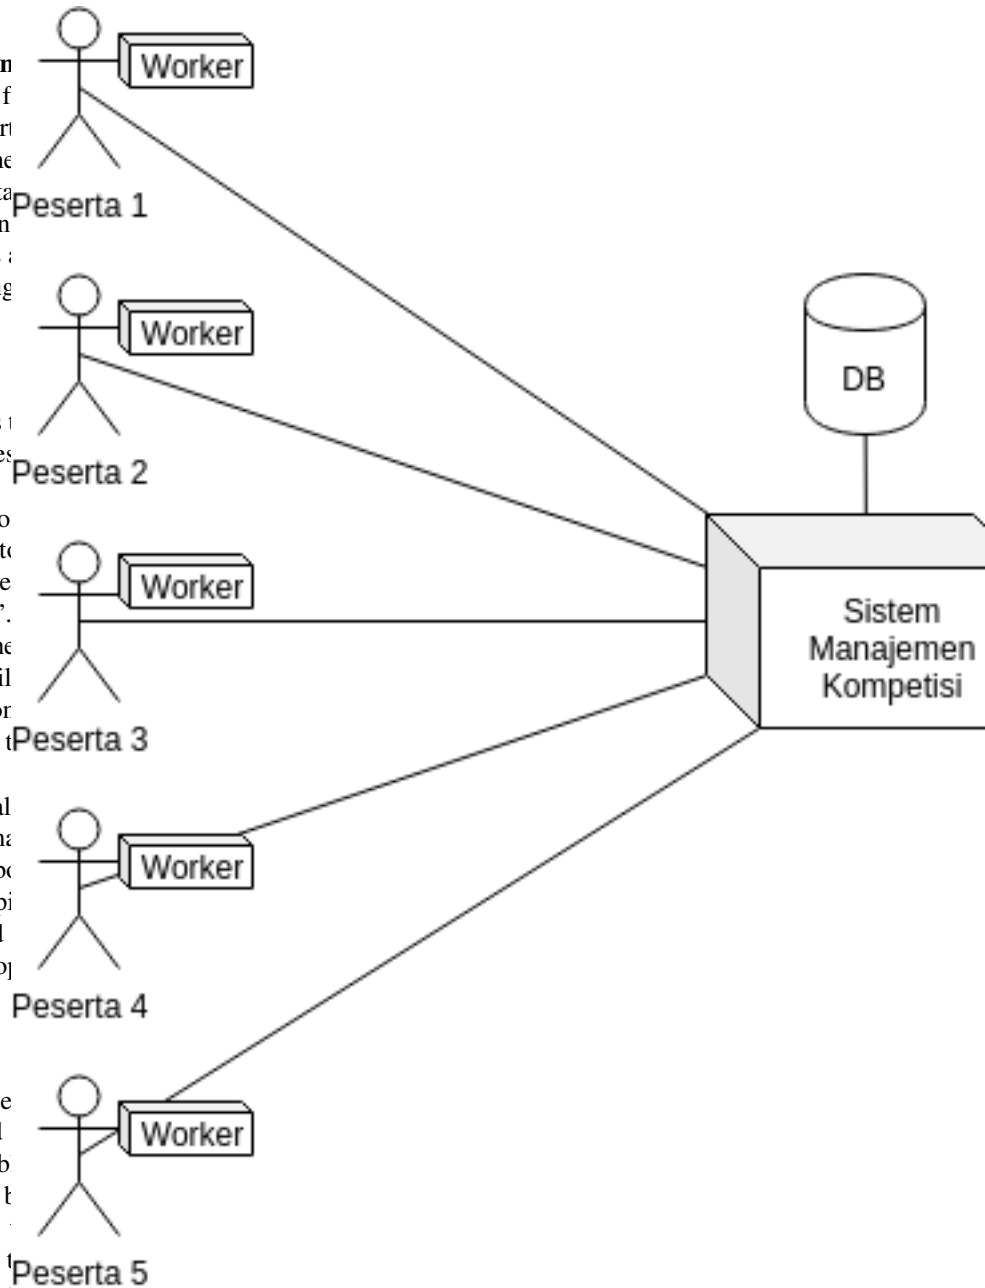 Worker
Peserta 1
Worker
Peserta 2
DB
Worker
Sistem
Manajemen
Kompetisi
Peserta 3
Worker
Peserta 4
Worker
Peserta 5